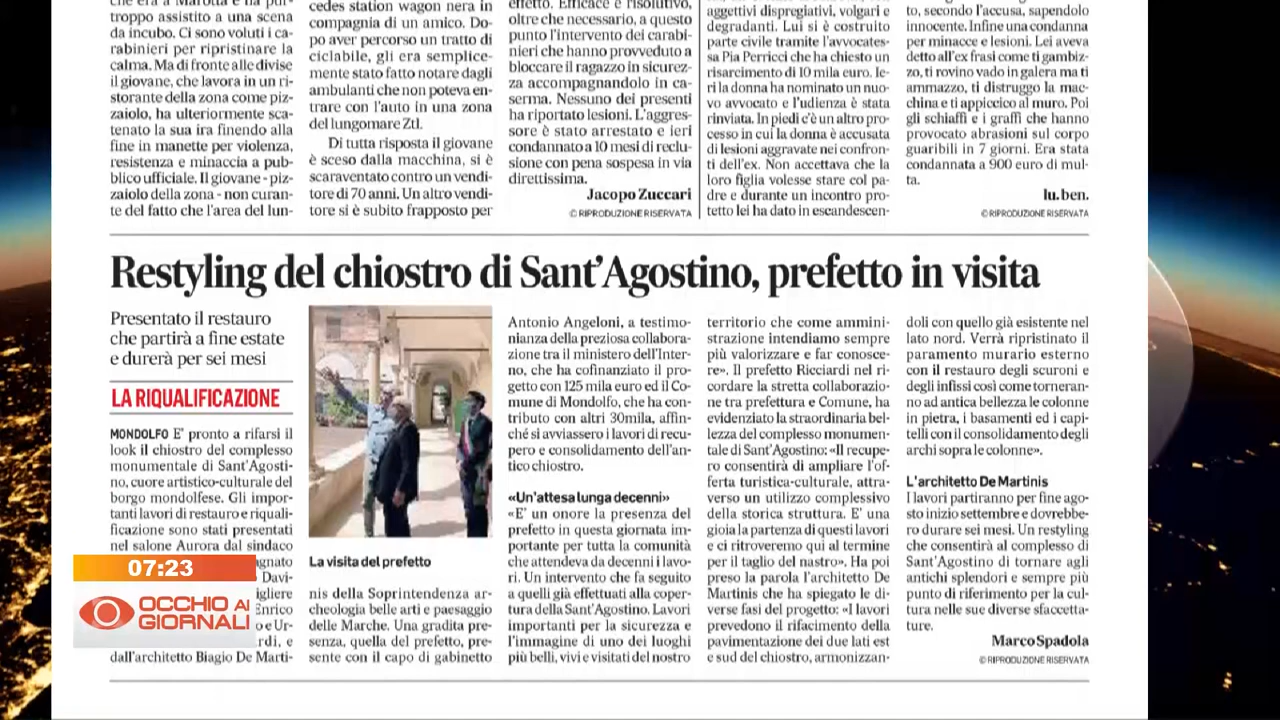 che era a Marotta e ha pur-
troppo assistito a una scena
da incubo. Ci sono voluti i ca-
rabinieri per ripristinare la
calma. Ma di fronte alle divise
il giovane, che lavora in un ri-
storante della zona come piz-
zaiolo, ha ulteriormente sca-
tenato la sua ira finendo alla
fine in manette per violenza,
resistenza e minaccia a pub-
blico ufficiale. Il giovane - piz-
zaiolo della zona - non curan-
te del fatto che l'area del lun-
cedes station wagon nera in
compagnia di un amico. Do-
po aver percorso un tratto di
ciclabile, gli era semplice-
mente stato fatto notare dagli
ambulanti che non poteva en-
trare con l'auto in una zona
del lungomare Ztl.
Di tutta risposta il giovane
è sceso dalla macchina, si è
scaraventato contro un vendi-
tore di 70 anni. Un altro vendi-
tore si è subito frapposto per
effetto. Efficace e risolutivo,
oltre che necessario, a questo
punto l'intervento dei carabi-
nieri che hanno provveduto a
bloccare il ragazzo in sicurez-
za accompagnandolo in ca-
serma. Nessuno dei presenti
ha riportato lesioni. L'aggres-
sore è stato arrestato e ieri
condannato a 10 mesi di reclu-
sione con pena sospesa in via
direttissima.
Jacopo Zuccari
© RIPRODUZIONE RISERVATA
aggettivi dispregiativi, volgari e
degradanti. Lui si è costruito
parte civile tramite l'avvocates-
sa Pia Perricci che ha chiesto un
risarcimento di 10 mila euro. Ie-
ri la donna ha nominato un nuo-
vo avvocato e l'udienza è stata
rinviata. In piedi c'è un altro pro-
cesso in cui la donna è accusata
di lesioni aggravate nei confron-
ti dell'ex. Non accettava che la
loro figlia volesse stare col pa-
dre e durante un incontro pro-
tetto lei ha dato in escandescen-
to, secondo l'accusa, sapendolo
innocente. Infine una condanna
per minacce e lesioni. Lei aveva
detto all'ex frasi come ti gambiz-
zo, ti rovino vado in galera ma ti
ammazzo, ti distruggo la mac-
china e ti appiccico al muro. Poi
gli schiaffi e i graffi che hanno
provocato abrasioni sul corpo
guaribili in 7 giorni. Era stata
condannata a 900 euro di mul-
ta.
lu. ben.
© RIPRODUZIONE RISERVATA
Restyling del chiostro di Sant'Agostino, prefetto in visita
Presentato il restauro
che partirà a fine estate
e durerà per sei mesi
LA RIQUALIFICAZIONE
MONDOLFO E' pronto a rifarsi il
look il chiostro del complesso
monumentale di Sant'Agosti-
no, cuore artistico-culturale del
borgo mondolfese. Gli impor-
tanti lavori di restauro e riquali-
ficazione sono stati presentati
nel salone Aurora dal sindaco
gnato
Davi-
igliere
Enrico
o e Ur-
rdi, e
dall'architetto Biagio De Marti-
La visita del prefetto
nis della Soprintendenza ar-
cheologia belle arti e paesaggio
delle Marche. Una gradita pre-
senza, quella del prefetto, pre-
sente con il capo di gabinetto
Antonio Angeloni, a testimo-
nianza della preziosa collabora-
zione tra il ministero dell'Inter-
no, che ha cofinanziato il pro-
getto con 125 mila euro ed il Co-
mune di Mondolfo, che ha con-
tributo con altri 30mila, affin-
ché si avviassero i lavori di recu-
pero e consolidamento dell'an-
tico chiostro.
«Un'attesa lunga decenni»
«E' un onore la presenza del
prefetto in questa giornata im-
portante per tutta la comunità
che attendeva da decenni i lavo-
ri. Un intervento che fa seguito
a quelli già effettuati alla coper-
tura della Sant'Agostino. Lavori
importanti per la sicurezza e
l'immagine di uno dei luoghi
più belli, vivi e visitati del nostro
territorio che come ammini-
strazione intendiamo sempre
più valorizzare e far conosce-
re». Il prefetto Ricciardi nel ri-
cordare la stretta collaborazio-
ne tra prefettura e Comune, ha
evidenziato la straordinaria bel-
lezza del complesso monumen-
tale di Sant'Agostino: «Il recupe-
ro consentirà di ampliare l'of-
ferta turistica-culturale, attra-
verso un utilizzo complessivo
della storica struttura. E' una
gioia la partenza di questi lavori
e ci ritroveremo qui al termine
per il taglio del nastro». Ha poi
preso la parola l'architetto De
Martinis che ha spiegato le di-
verse fasi del progetto: «I lavori
prevedono il rifacimento della
pavimentazione dei due lati est
e sud del chiostro, armonizzan-
doli con quello già esistente nel
lato nord. Verrà ripristinato il
paramento murario esterno
con il restauro degli scuroni e
degli infissi così come torneran-
no ad antica bellezza le colonne
in pietra, i basamenti ed i capi-
telli con il consolidamento degli
archi sopra le colonne».
L'architetto De Martinis
I lavori partiranno per fine ago-
sto inizio settembre e dovrebbe-
ro durare sei mesi. Un restyling
che consentirà al complesso di
Sant'Agostino di tornare agli
antichi splendori e sempre più
punto di riferimento per la cul-
tura nelle sue diverse sfaccetta-
ture.
Marco Spadola
© RIPRODUZIONE RISERVATA
07:23
OCCHIO AI
GIORNALI